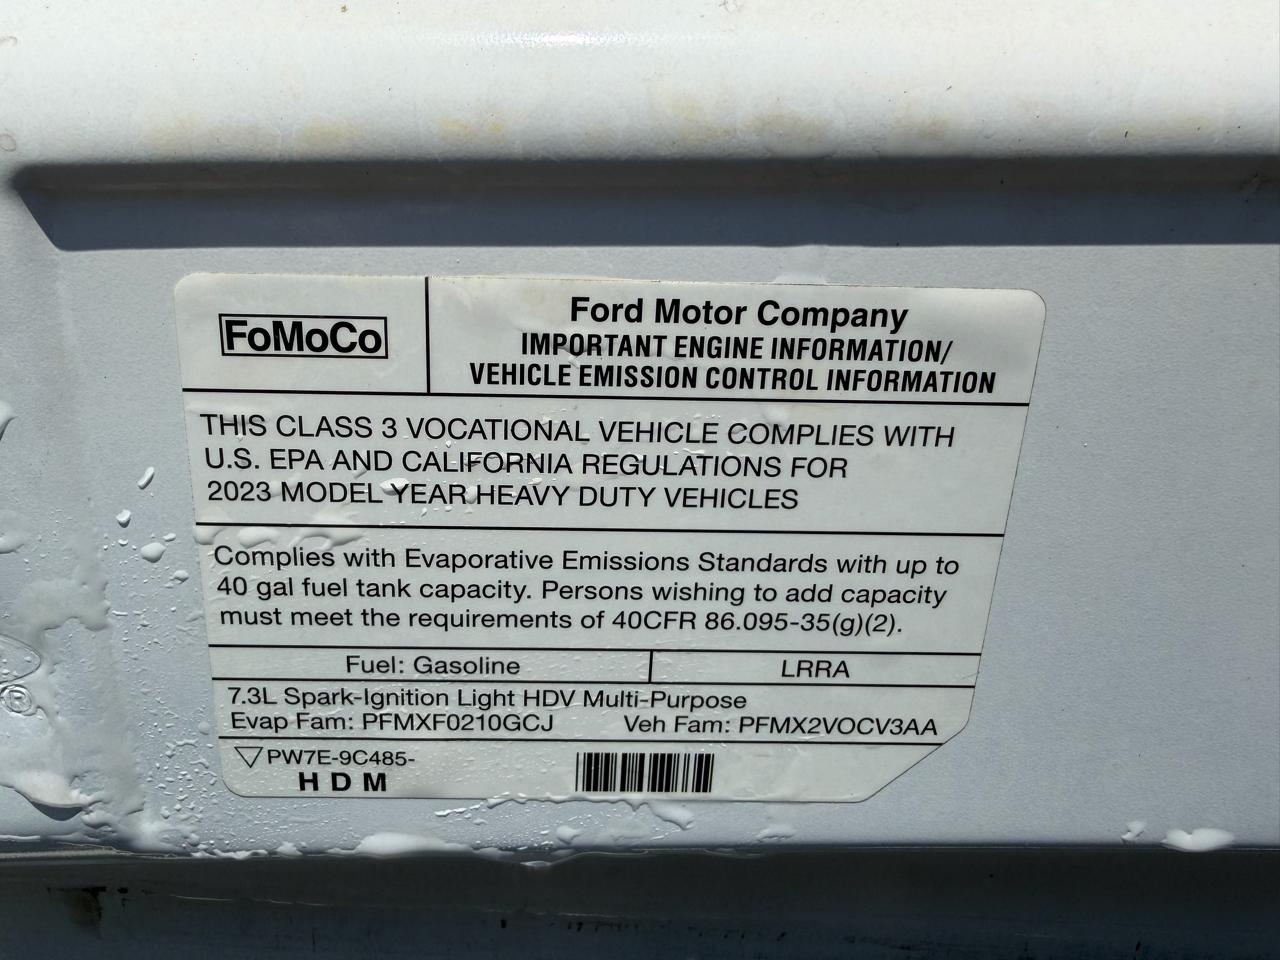 FoMoCo
Ford Motor Company
IMPORTANT ENGINE INFORMATION/
VEHICLE EMISSION CONTROL INFORMATION
THIS CLASS 3 VOCATIONAL VEHICLE COMPLIES WITH
U.S. EPA AND CALIFORNIA REGULATIONS FOR
2023 MODEL YEAR HEAVY DUTY VEHICLES
Complies with Evaporative Emissions Standards with up to
40 gal fuel tank capacity. Persons wishing to add capacity
must meet the requirements of 40CFR 86.095-35(g)(2).
Fuel: Gasoline LRRA
7.3L Spark-Ignition Light HDV Multi-Purpose
Evap Fam: PFMXF0210GCJ Veh Fam: PFMX2VOCV3AA
PW7E-9C485-
HDM
®